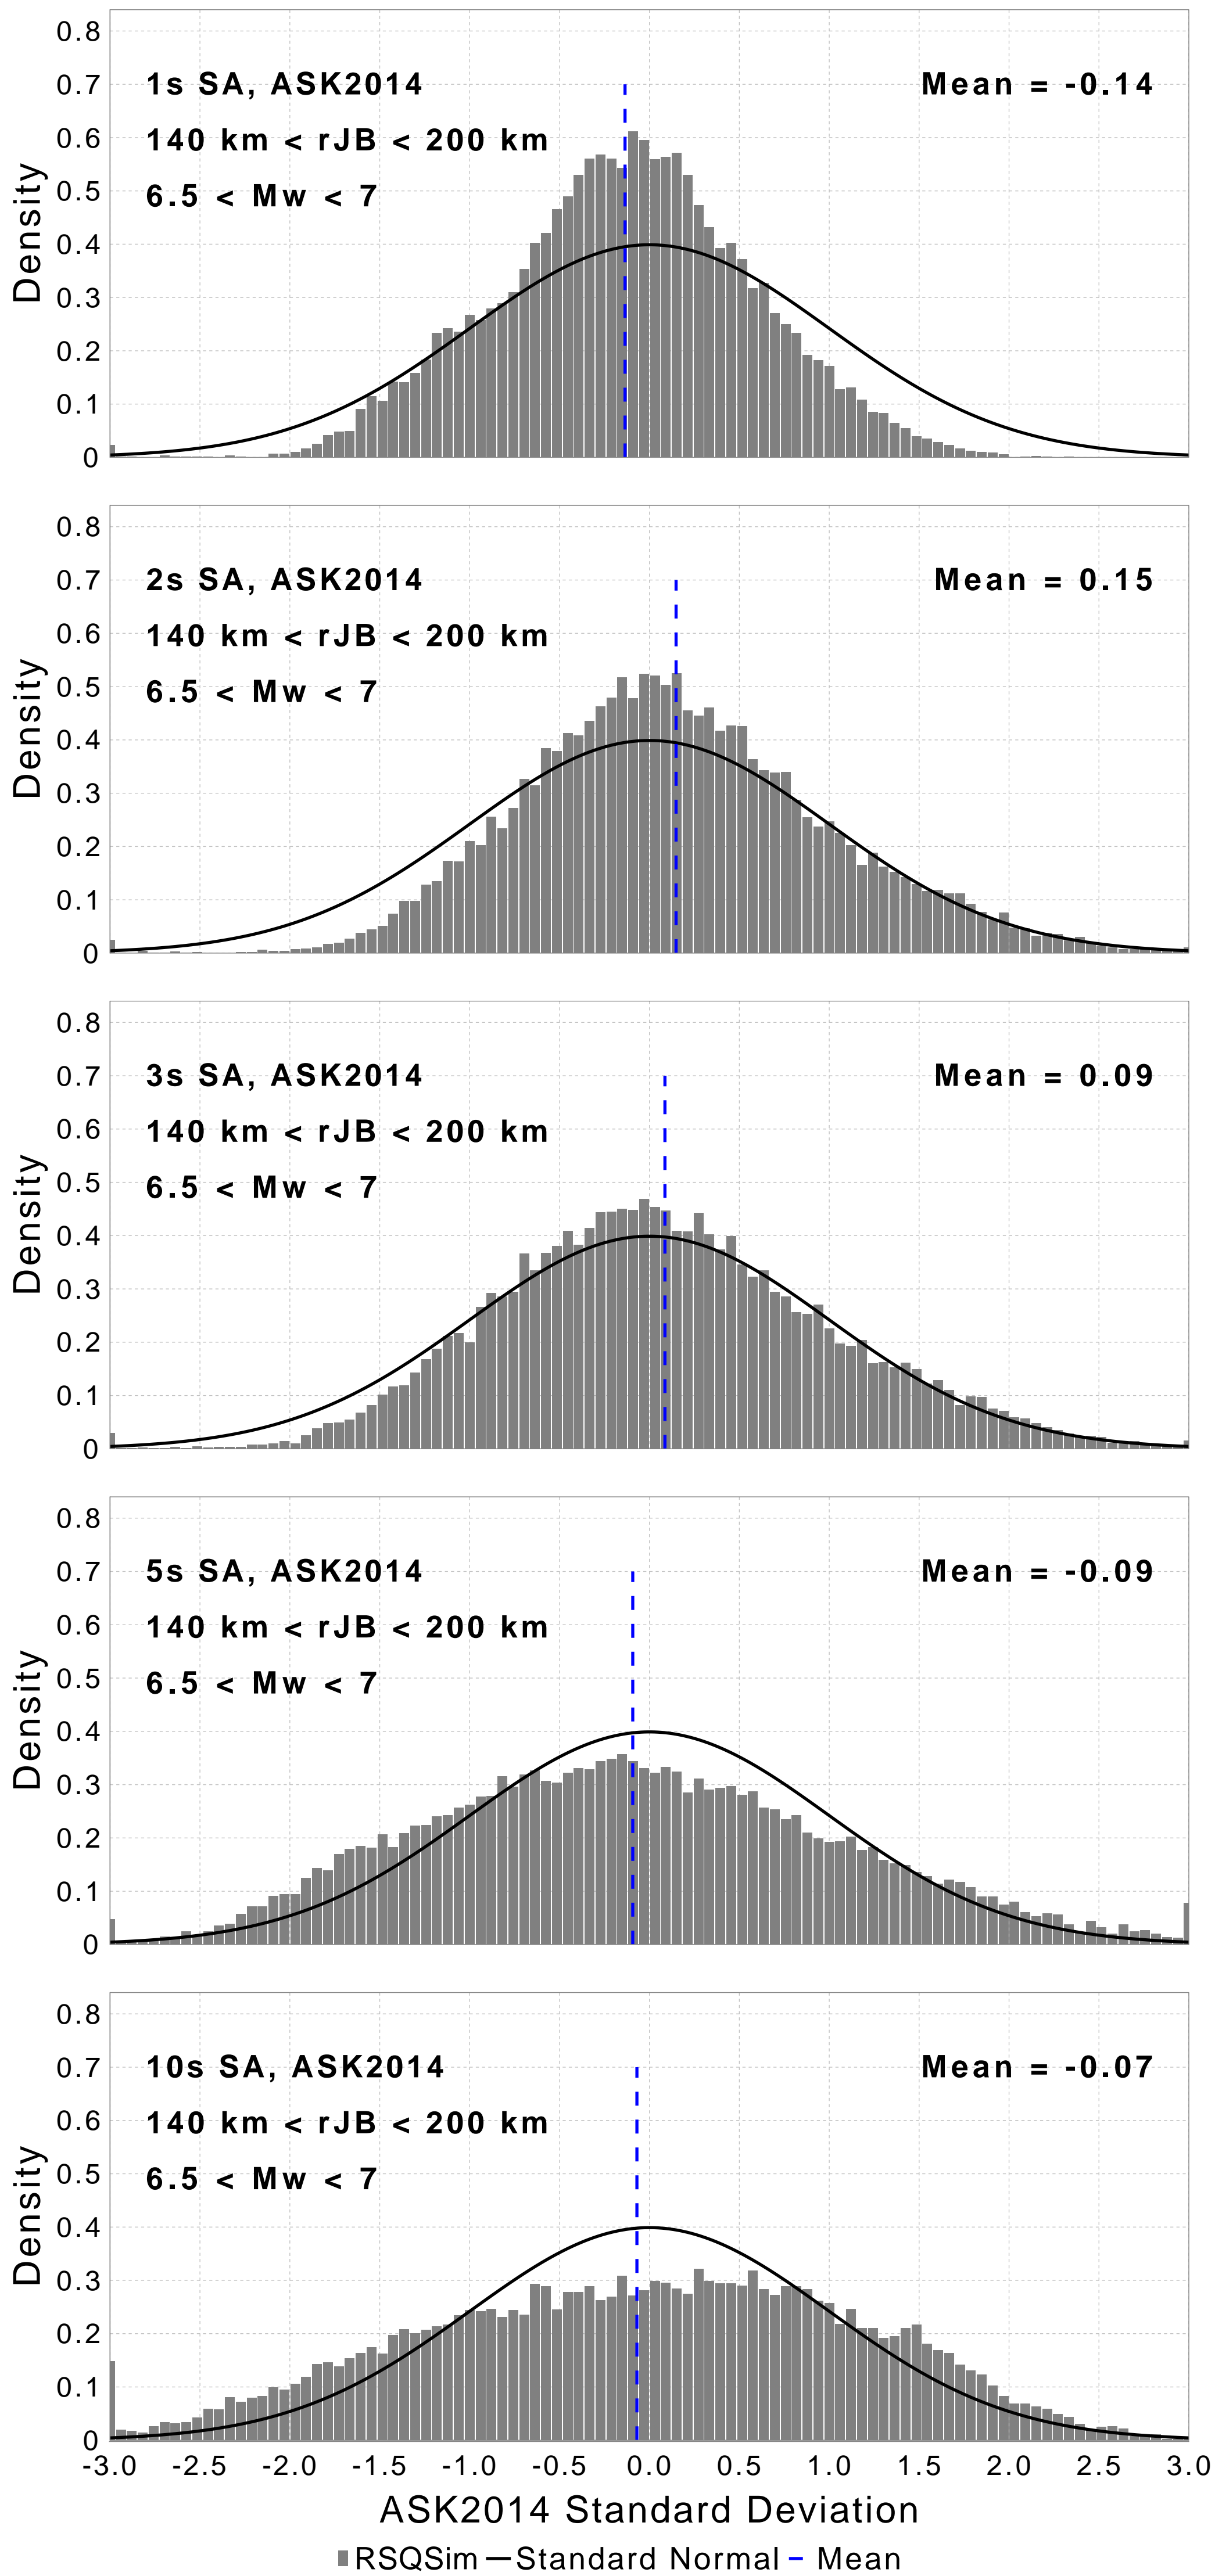 0.8
1s SA, ASK2014 Mean = -0.14
0.7
140 km < rJB < 200 km
0.6
6.5 < Mw < 7
0.5
0.4
0.3
0.2
0.1
0
Density
0.8
2s SA, ASK2014 Mean = 0.15
0.7
140 km < rJB < 200 km
0.6
6.5 < Mw < 7
0.5
0.4
0.3
0.2
0.1
0
Density
0.8
3s SA, ASK2014 Mean = 0.09
0.7
140 km < rJB < 200 km
0.6
6.5 < Mw < 7
0.5
0.4
0.3
0.2
0.1
0
Density
0.8
5s SA, ASK2014 Mean = -0.09
0.7
140 km < rJB < 200 km
0.6
6.5 < Mw < 7
0.5
0.4
0.3
0.2
0.1
0
Density
0.8
10s SA, ASK2014 Mean = -0.07
0.7
140 km < rJB < 200 km
0.6
6.5 < Mw < 7
0.5
0.4
0.3
0.2
0.1
0
Density
-3.0 -2.5 -2.0 -1.5 -1.0 -0.5 0.0 0.5 1.0 1.5 2.0 2.5 3.0
ASK2014 Standard Deviation
RSQSim Standard Normal Mean